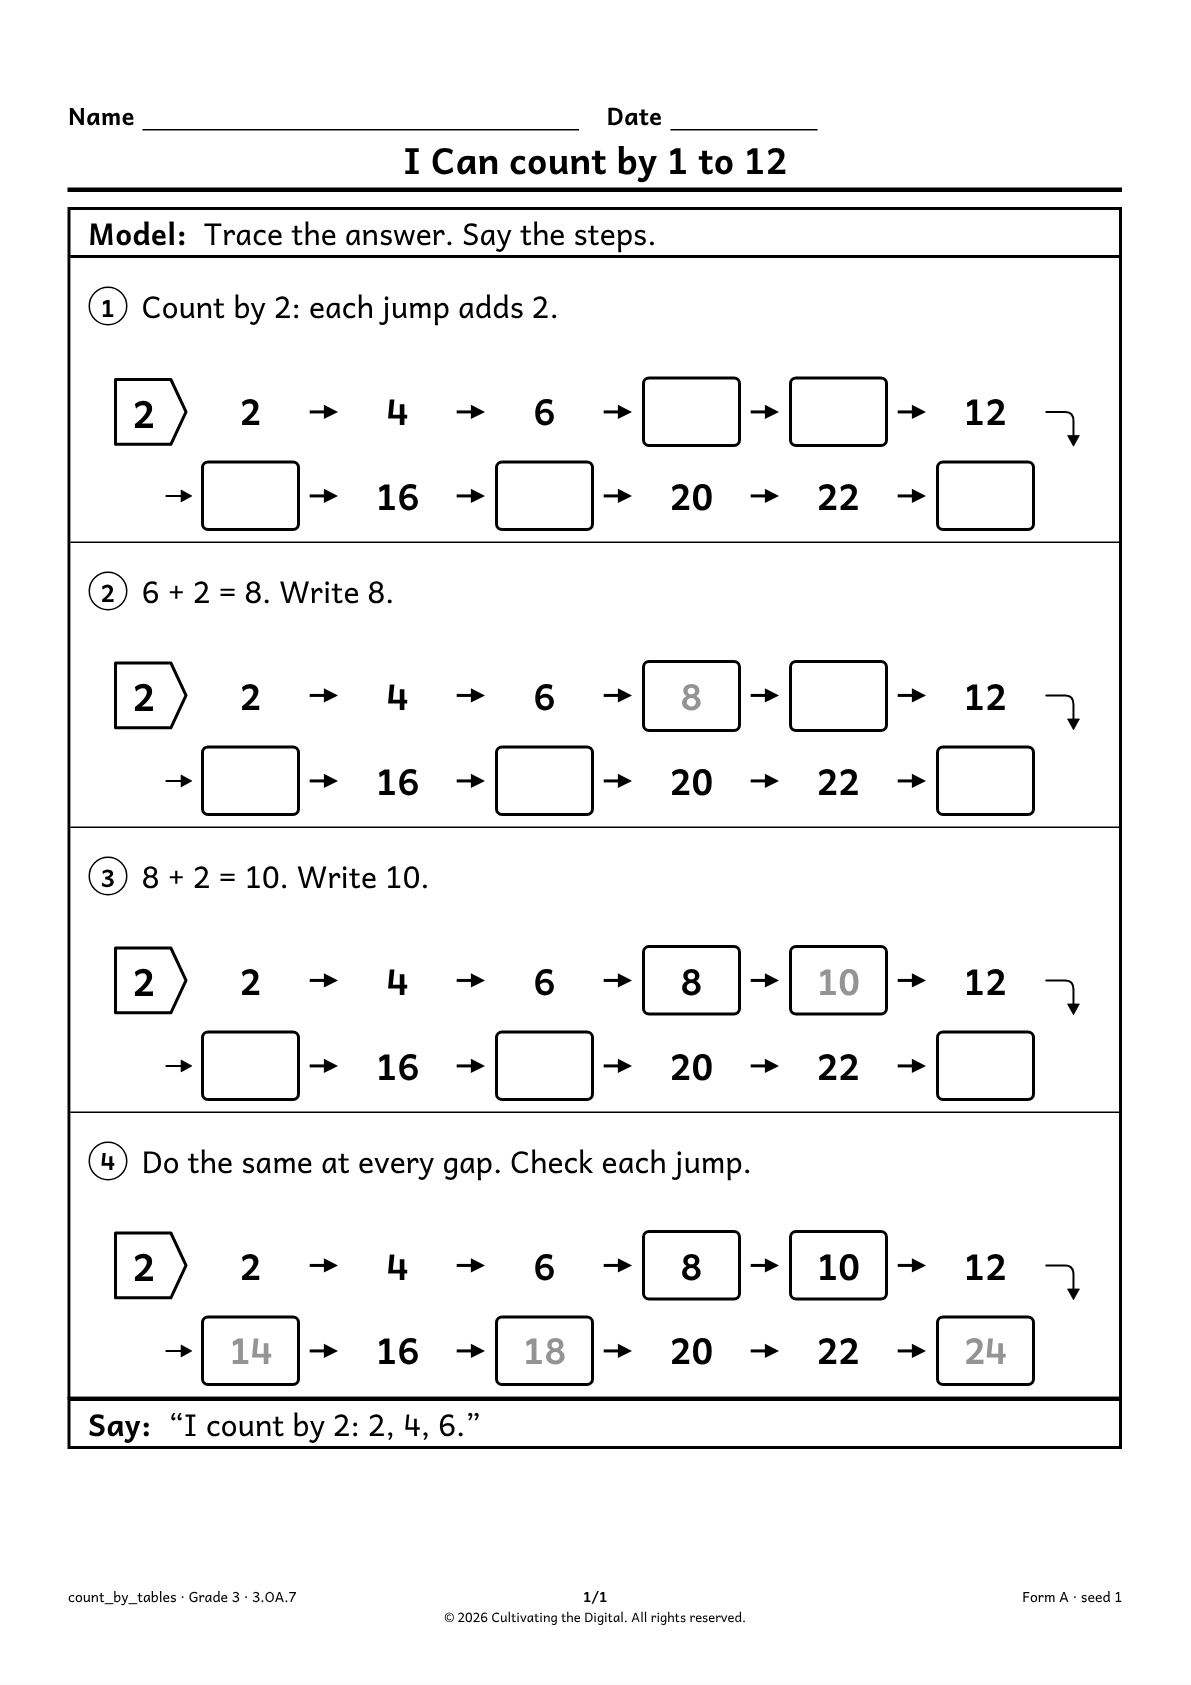 Name Date
I Can count by 1 to 12
Model: Trace the answer. Say the steps.
1 Count by 2: each jump adds 2.
2 2 4 6 12
16 20 22
2 6 + 2 = 8. Write 8.
2 2 4 6 8 12
16 20 22
3 8 + 2 = 10. Write 10.
2 2 4 6 8 10 12
16 20 22
4 Do the same at every gap. Check each jump.
2 2 4 6 8 10 12
14 16 18 20 22 24
Say: “I count by 2: 2, 4, 6.”
count_by_tables · Grade 3 · 3.OA.7 1/1 Form A · seed 1
© 2026 Cultivating the Digital. All rights reserved.